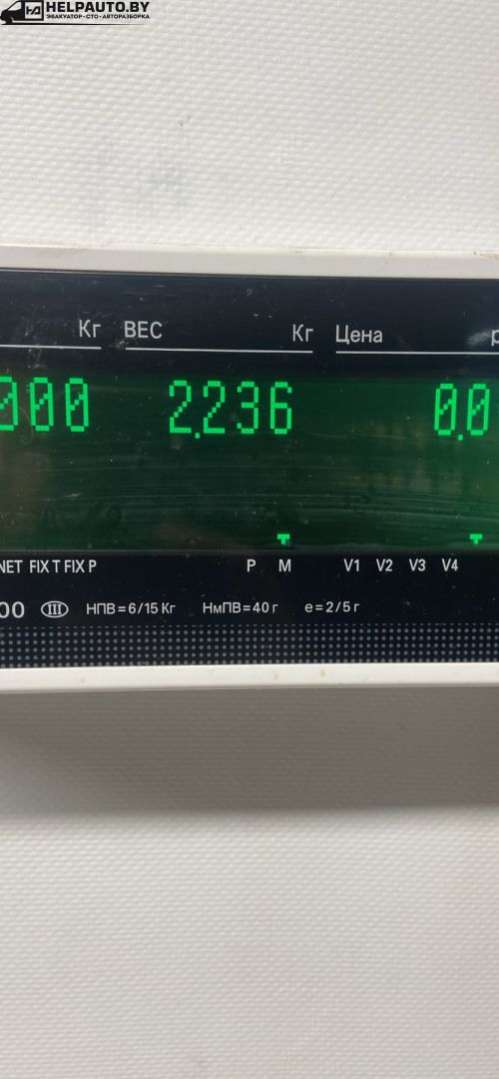 HELPAUTO.BY
ЭВАКУАТОР-СТО-АВТОРАЗБОРКА
Кг ВЕС Кг Цена
000 2.236 0.0
NET FIX T FIX P P M V1 V2 V3 V4
00 III НПВ=6/15 Кг НмПВ=40 г e=2/5 г